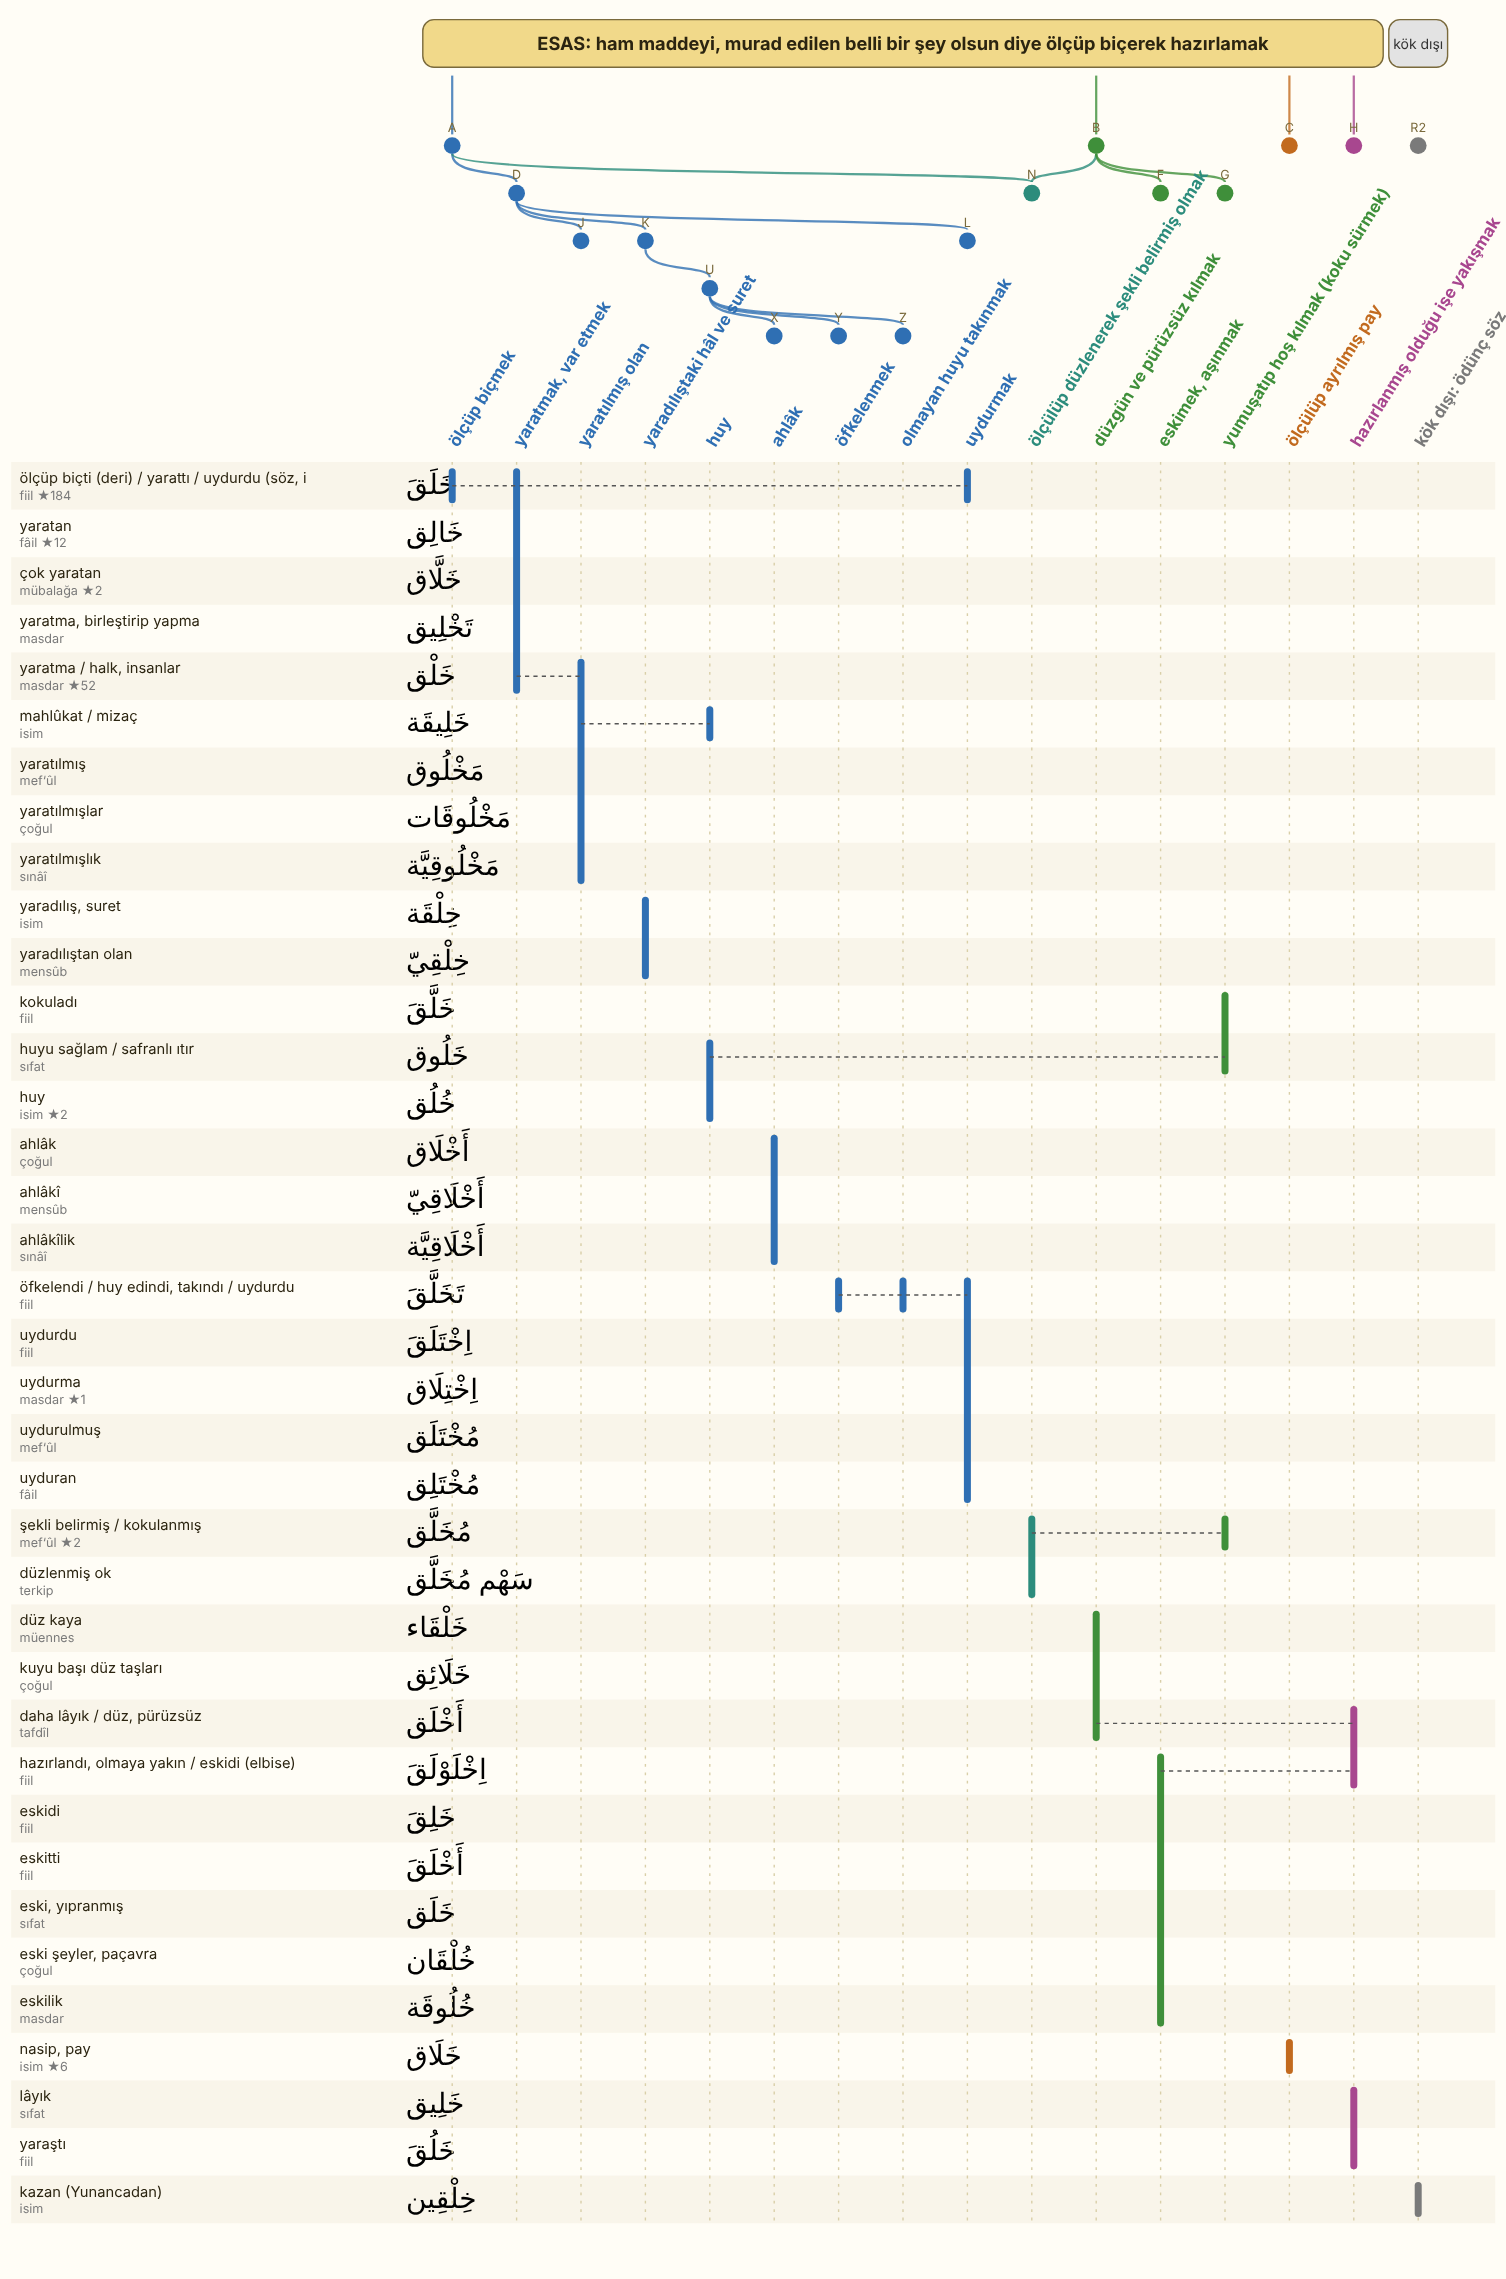 ESAS: ham maddeyi, murad edilen belli bir şey olsun diye ölçüp biçerek hazırlamak
kök dışı
A
B
C
H
R2
D
N
F
G
J
K
L
U
X
Y
Z
ölçüp biçmek
yaratmak, var etmek
yaratılmış olan
yaradılıştaki hâl ve suret
huy
ahlâk
öfkelenmek
olmayan huyu takınmak
uydurmak
ölçülüp düzlenerek şekli belirmiş olmak
düzgün ve pürüzsüz kılmak
eskimek, aşınmak
yumuşatıp hoş kılmak (koku sürmek)
ölçülüp ayrılmış pay
hazırlanmış olduğu işe yakışmak
kök dışı: ödünç söz
ölçüp biçti (deri) / yarattı / uydurdu (söz, i
fiil ★184
خَلَقَ
yaratan
fâil ★12
خَالِق
çok yaratan
mübalağa ★2
خَلَّاق
yaratma, birleştirip yapma
masdar
تَخْلِيق
yaratma / halk, insanlar
masdar ★52
خَلْق
mahlûkat / mizaç
isim
خَلِيقَة
yaratılmış
mef'ûl
مَخْلُوق
yaratılmışlar
çoğul
مَخْلُوقَات
yaratılmışlık
sınâî
مَخْلُوقِيَّة
yaradılış, suret
isim
خِلْقَة
yaradılıştan olan
mensûb
خِلْقِيّ
kokuladı
fiil
خَلَّقَ
huyu sağlam / safranlı ıtır
sıfat
خَلُوق
huy
isim ★2
خُلُق
ahlâk
çoğul
أَخْلَاق
ahlâkî
mensûb
أَخْلَاقِيّ
ahlâkîlik
sınâî
أَخْلَاقِيَّة
öfkelendi / huy edindi, takındı / uydurdu
fiil
تَخَلَّقَ
uydurdu
fiil
اِخْتَلَقَ
uydurma
masdar ★1
اِخْتِلَاق
uydurulmuş
mef'ûl
مُخْتَلَق
uyduran
fâil
مُخْتَلِق
şekli belirmiş / kokulanmış
mef'ûl ★2
مُخَلَّق
düzlenmiş ok
terkip
سَهْم مُخَلَّق
düz kaya
müennes
خَلْقَاء
kuyu başı düz taşları
çoğul
خَلَائِق
daha lâyık / düz, pürüzsüz
tafdîl
أَخْلَق
hazırlandı, olmaya yakın / eskidi (elbise)
fiil
اِخْلَوْلَقَ
eskidi
fiil
خَلِقَ
eskitti
fiil
أَخْلَقَ
eski, yıpranmış
sıfat
خَلَق
eski şeyler, paçavra
çoğul
خُلْقَان
eskilik
masdar
خُلُوقَة
nasip, pay
isim ★6
خَلَاق
lâyık
sıfat
خَلِيق
yaraştı
fiil
خَلُقَ
kazan (Yunancadan)
isim
خِلْقِين